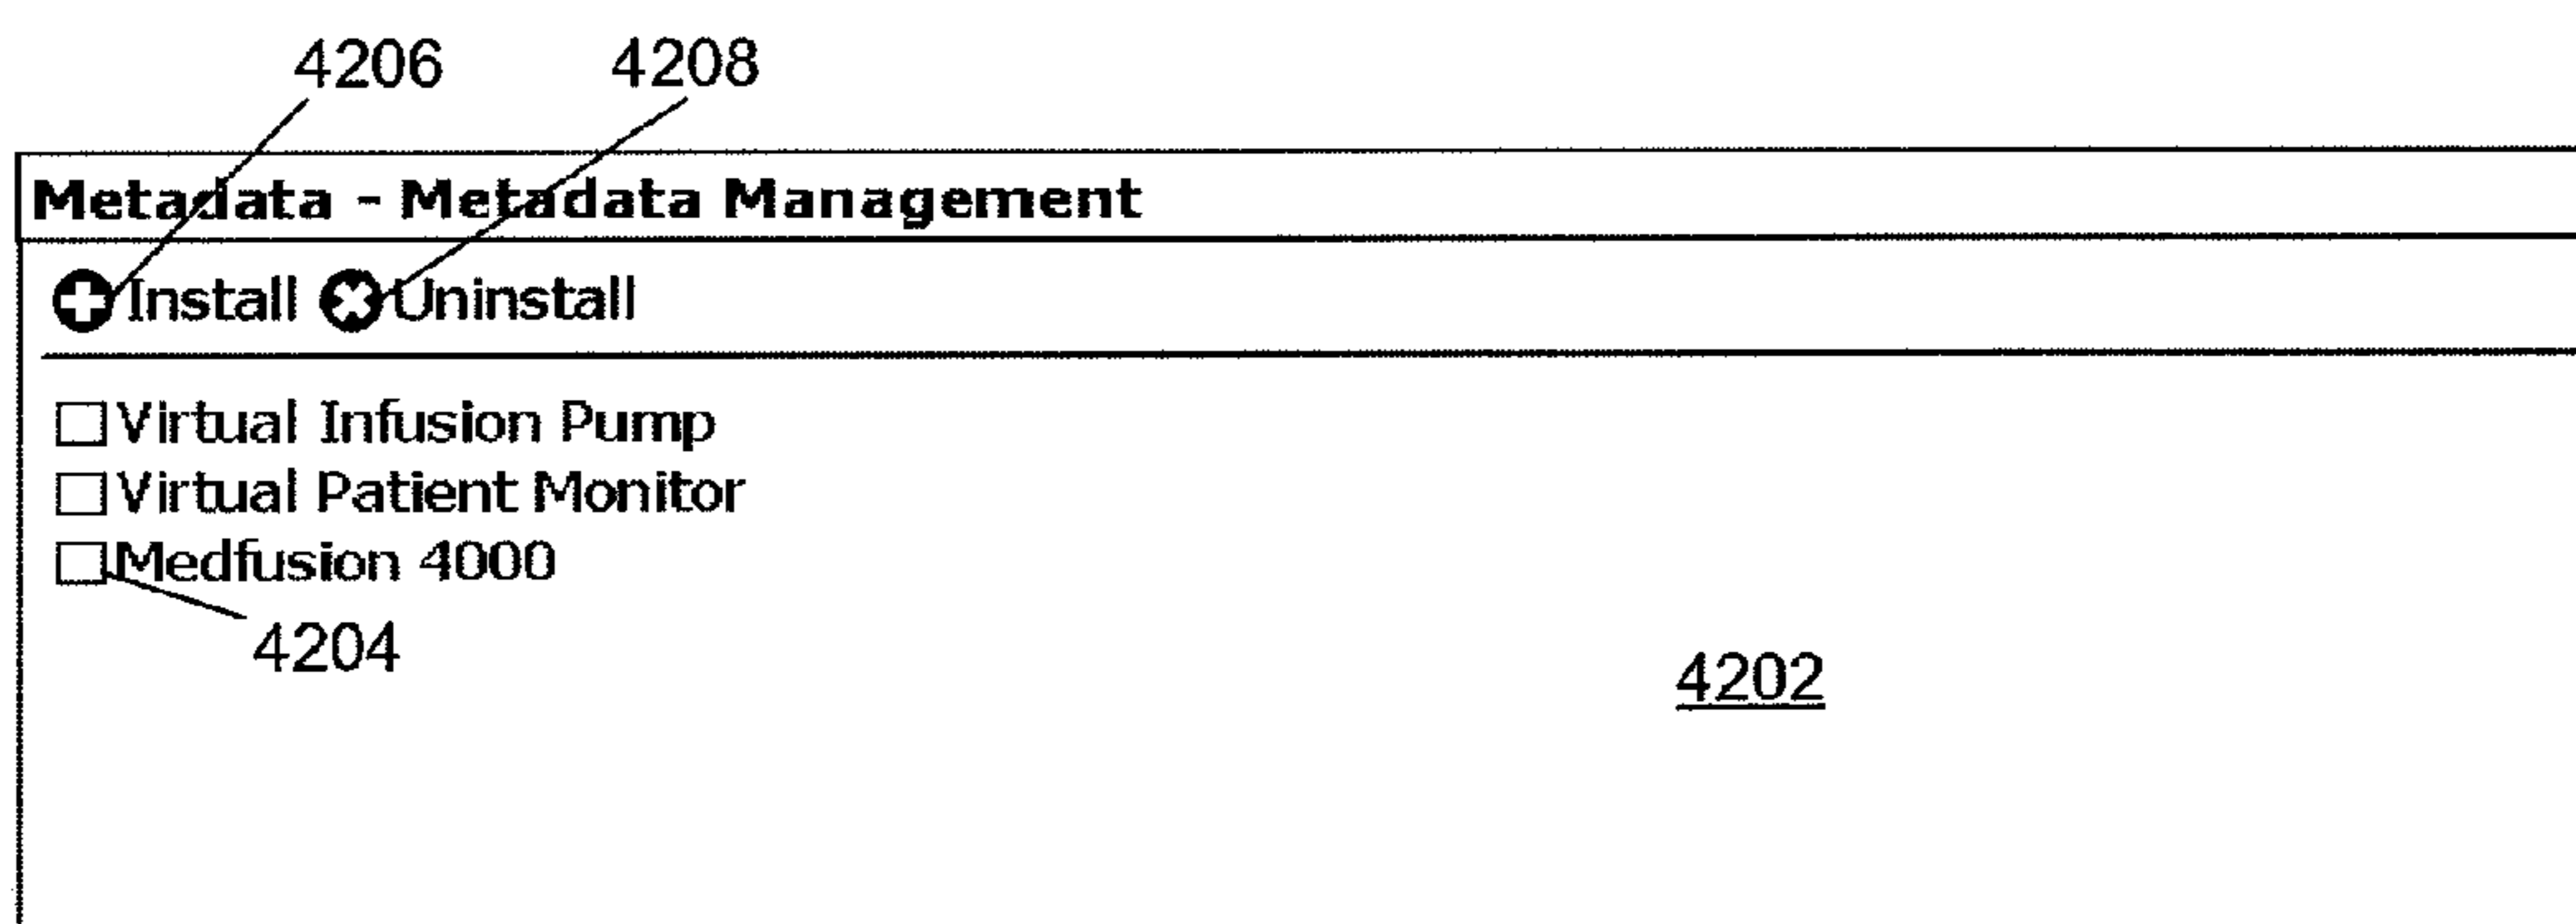 4206 4208
Metadata - Metadata Management
Install Uninstall
Virtual Infusion Pump
Virtual Patient Monitor
Medfusion 4000
4204
4202